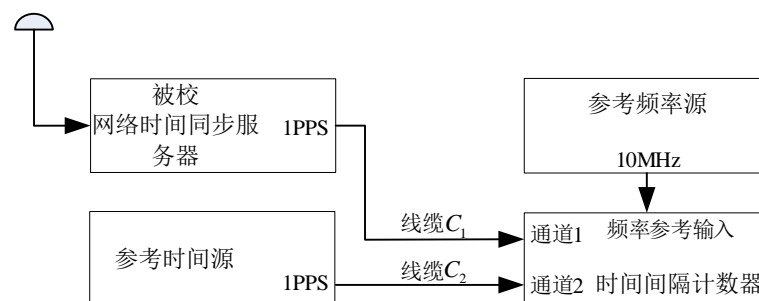 被校
网络时间同步服
务器
1PPS
参考频率源
10MHz
参考时间源
1PPS
线缆C₁
线缆C₂
通道1
频率参考输入
通道2
时间间隔计数器